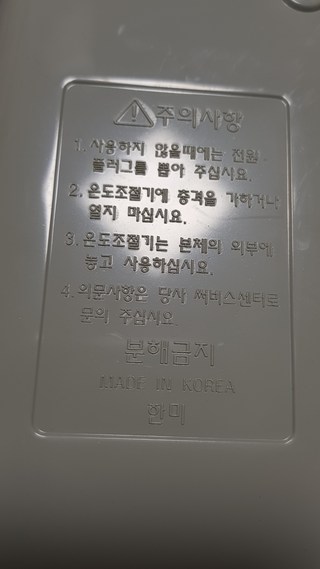 ⚠주의사항
1. 사용하지 않을때에는 전원
플러그를 뽑아 주십시요.
2. 온도조절기에 충격을 가하거나
열지 마십시요.
3. 온도조절기는 본체의 외부에
놓고 사용하십시요.
4. 의문사항은 당사 써비스센터로
문의 주십시요.
분해금지
MADE IN KOREA
한미